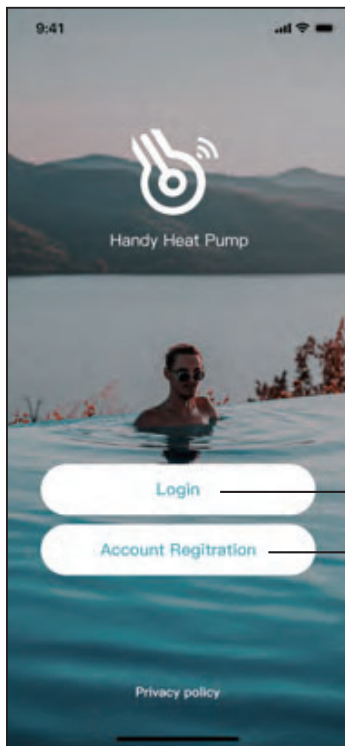 9:41
Handy Heat Pump
Login
Account Regitration
Privacy policy